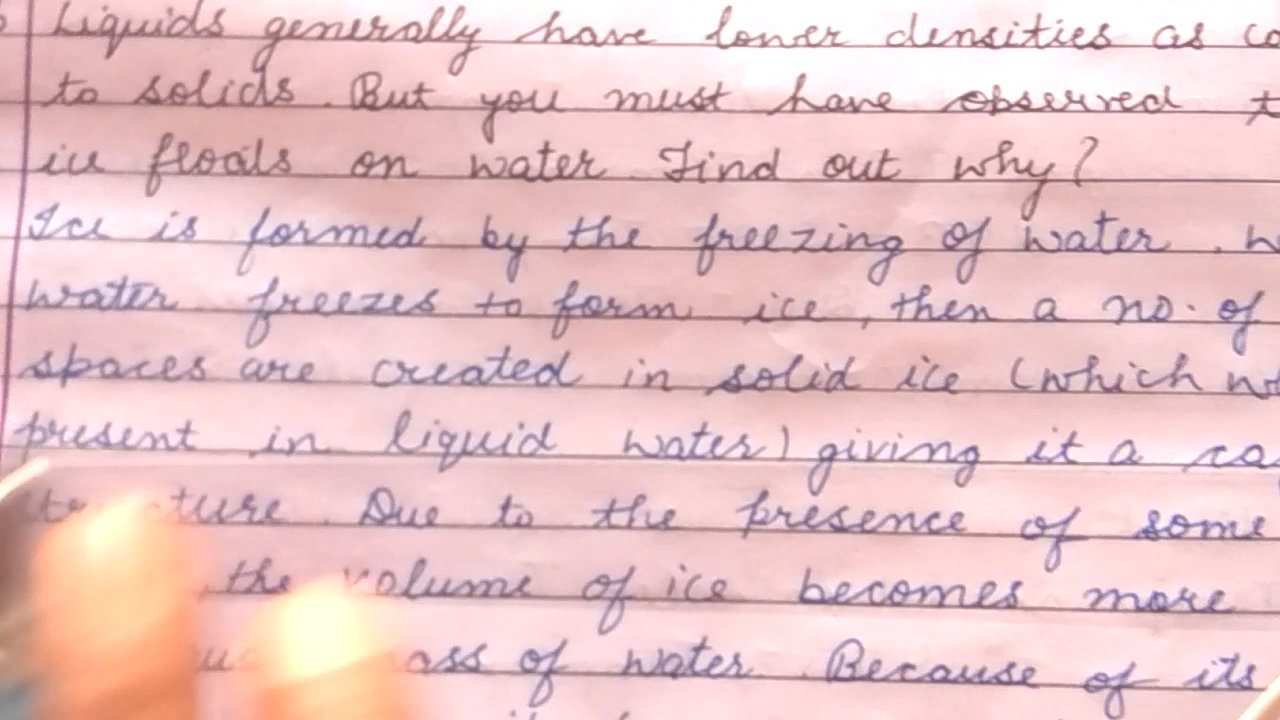 Liquids generally have lower densities as
to solids. But you must have observed
ice floats on water. Find out why?
Ice is formed by the freezing of water.
water freezes to form ice, then a no. of
spaces are created in solid ice (which
present in liquid water) giving it a
Due to the presence of some
the volume of ice becomes more
of water. Because of its